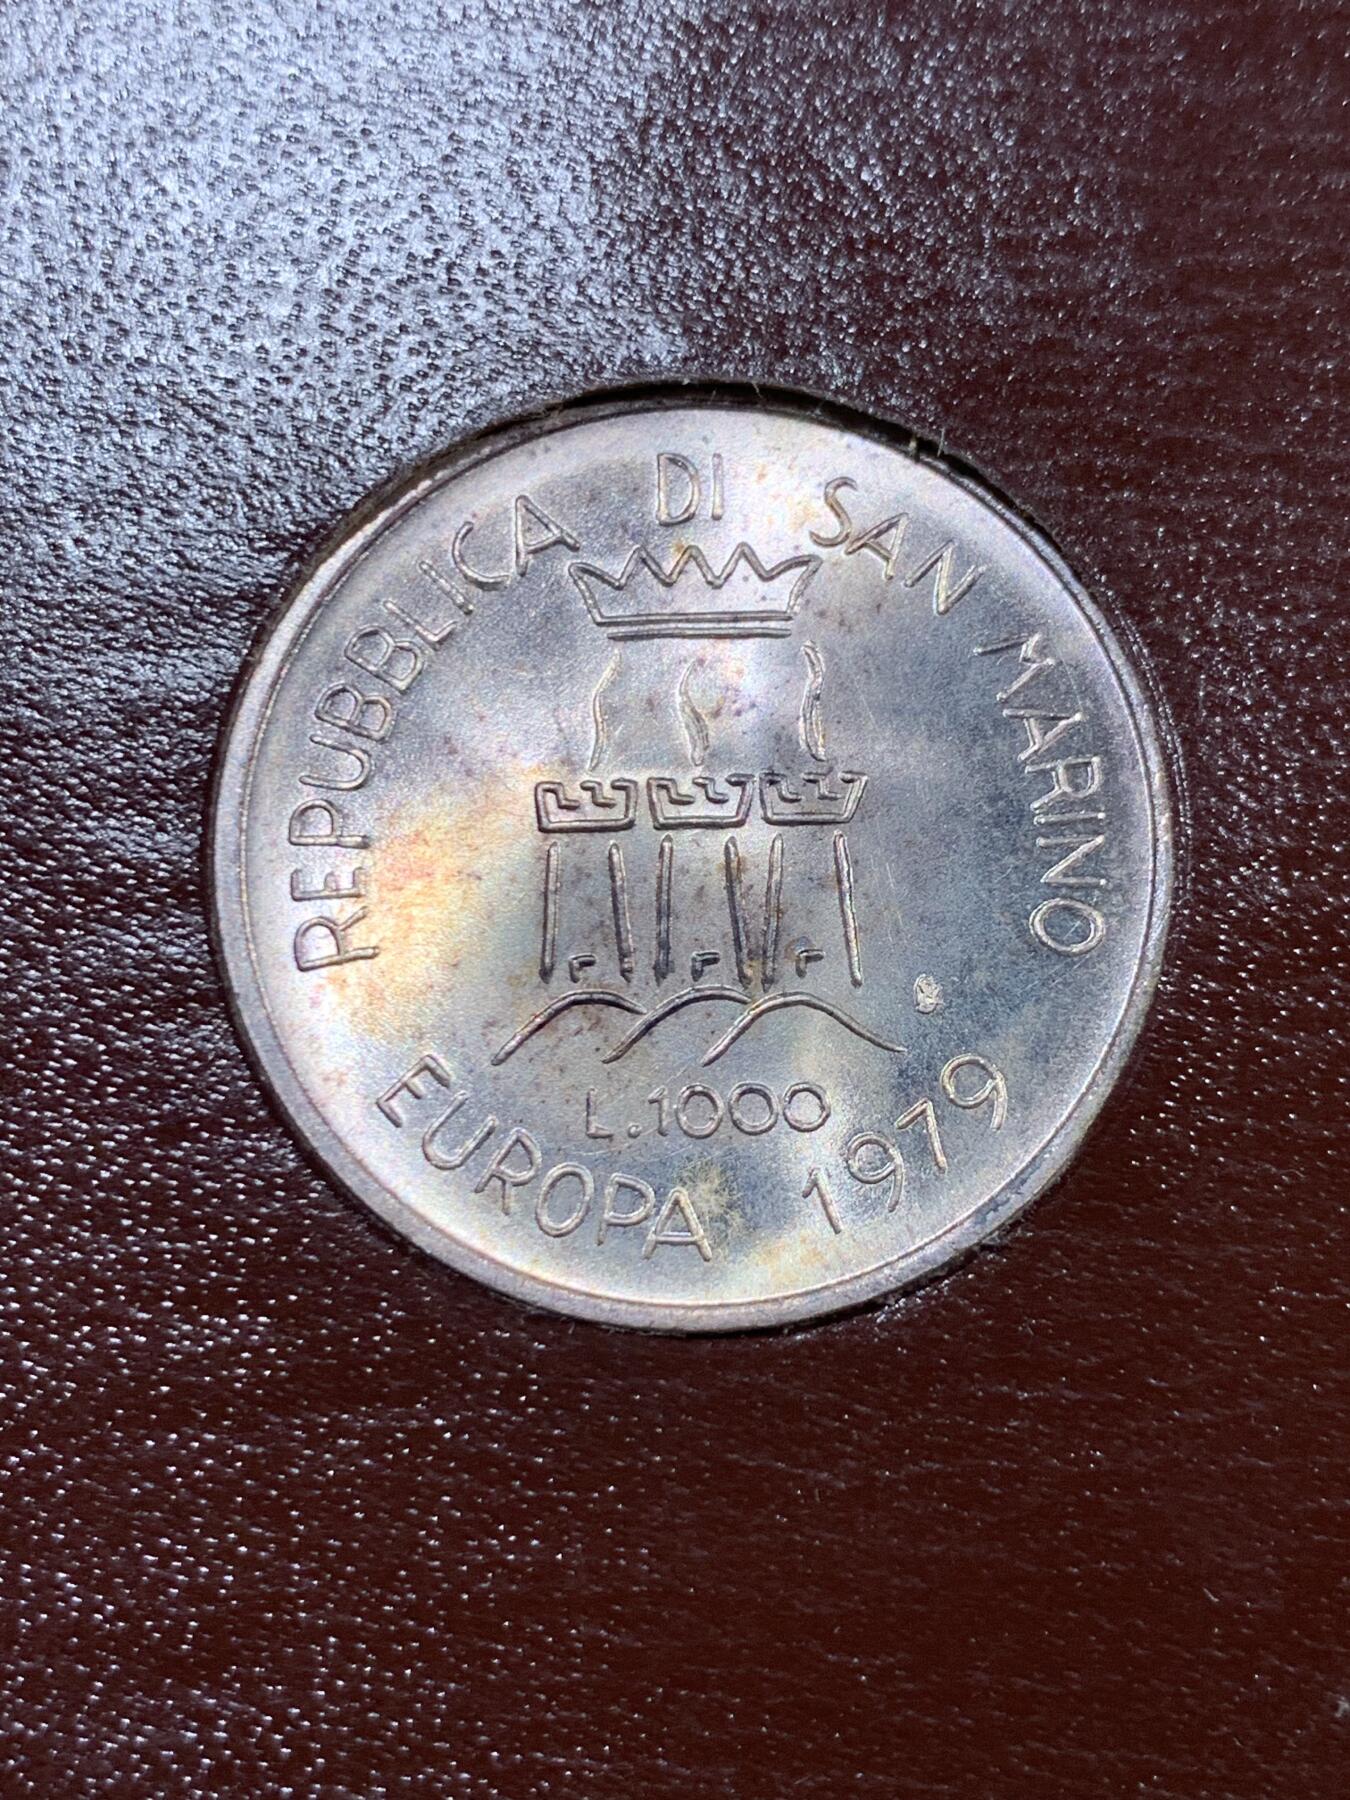 REPUBBLICA DI SAN MARINO
L.1000
EUROPA 1979